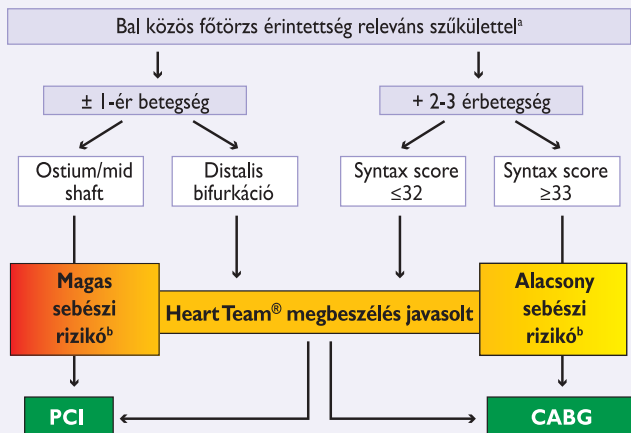 Bal közös főtörzs érintettség releváns szűkülettelᵃ
± 1-ér betegség
+ 2-3 érbetegség
Ostium/mid
shaft
Distalis
bifurkáció
Syntax score
≤32
Syntax score
≥33
Magas
sebészi
rizikóᵇ
Heart Team® megbeszélés javasolt
Alacsony
sebészi
rizikóᵇ
PCI
CABG